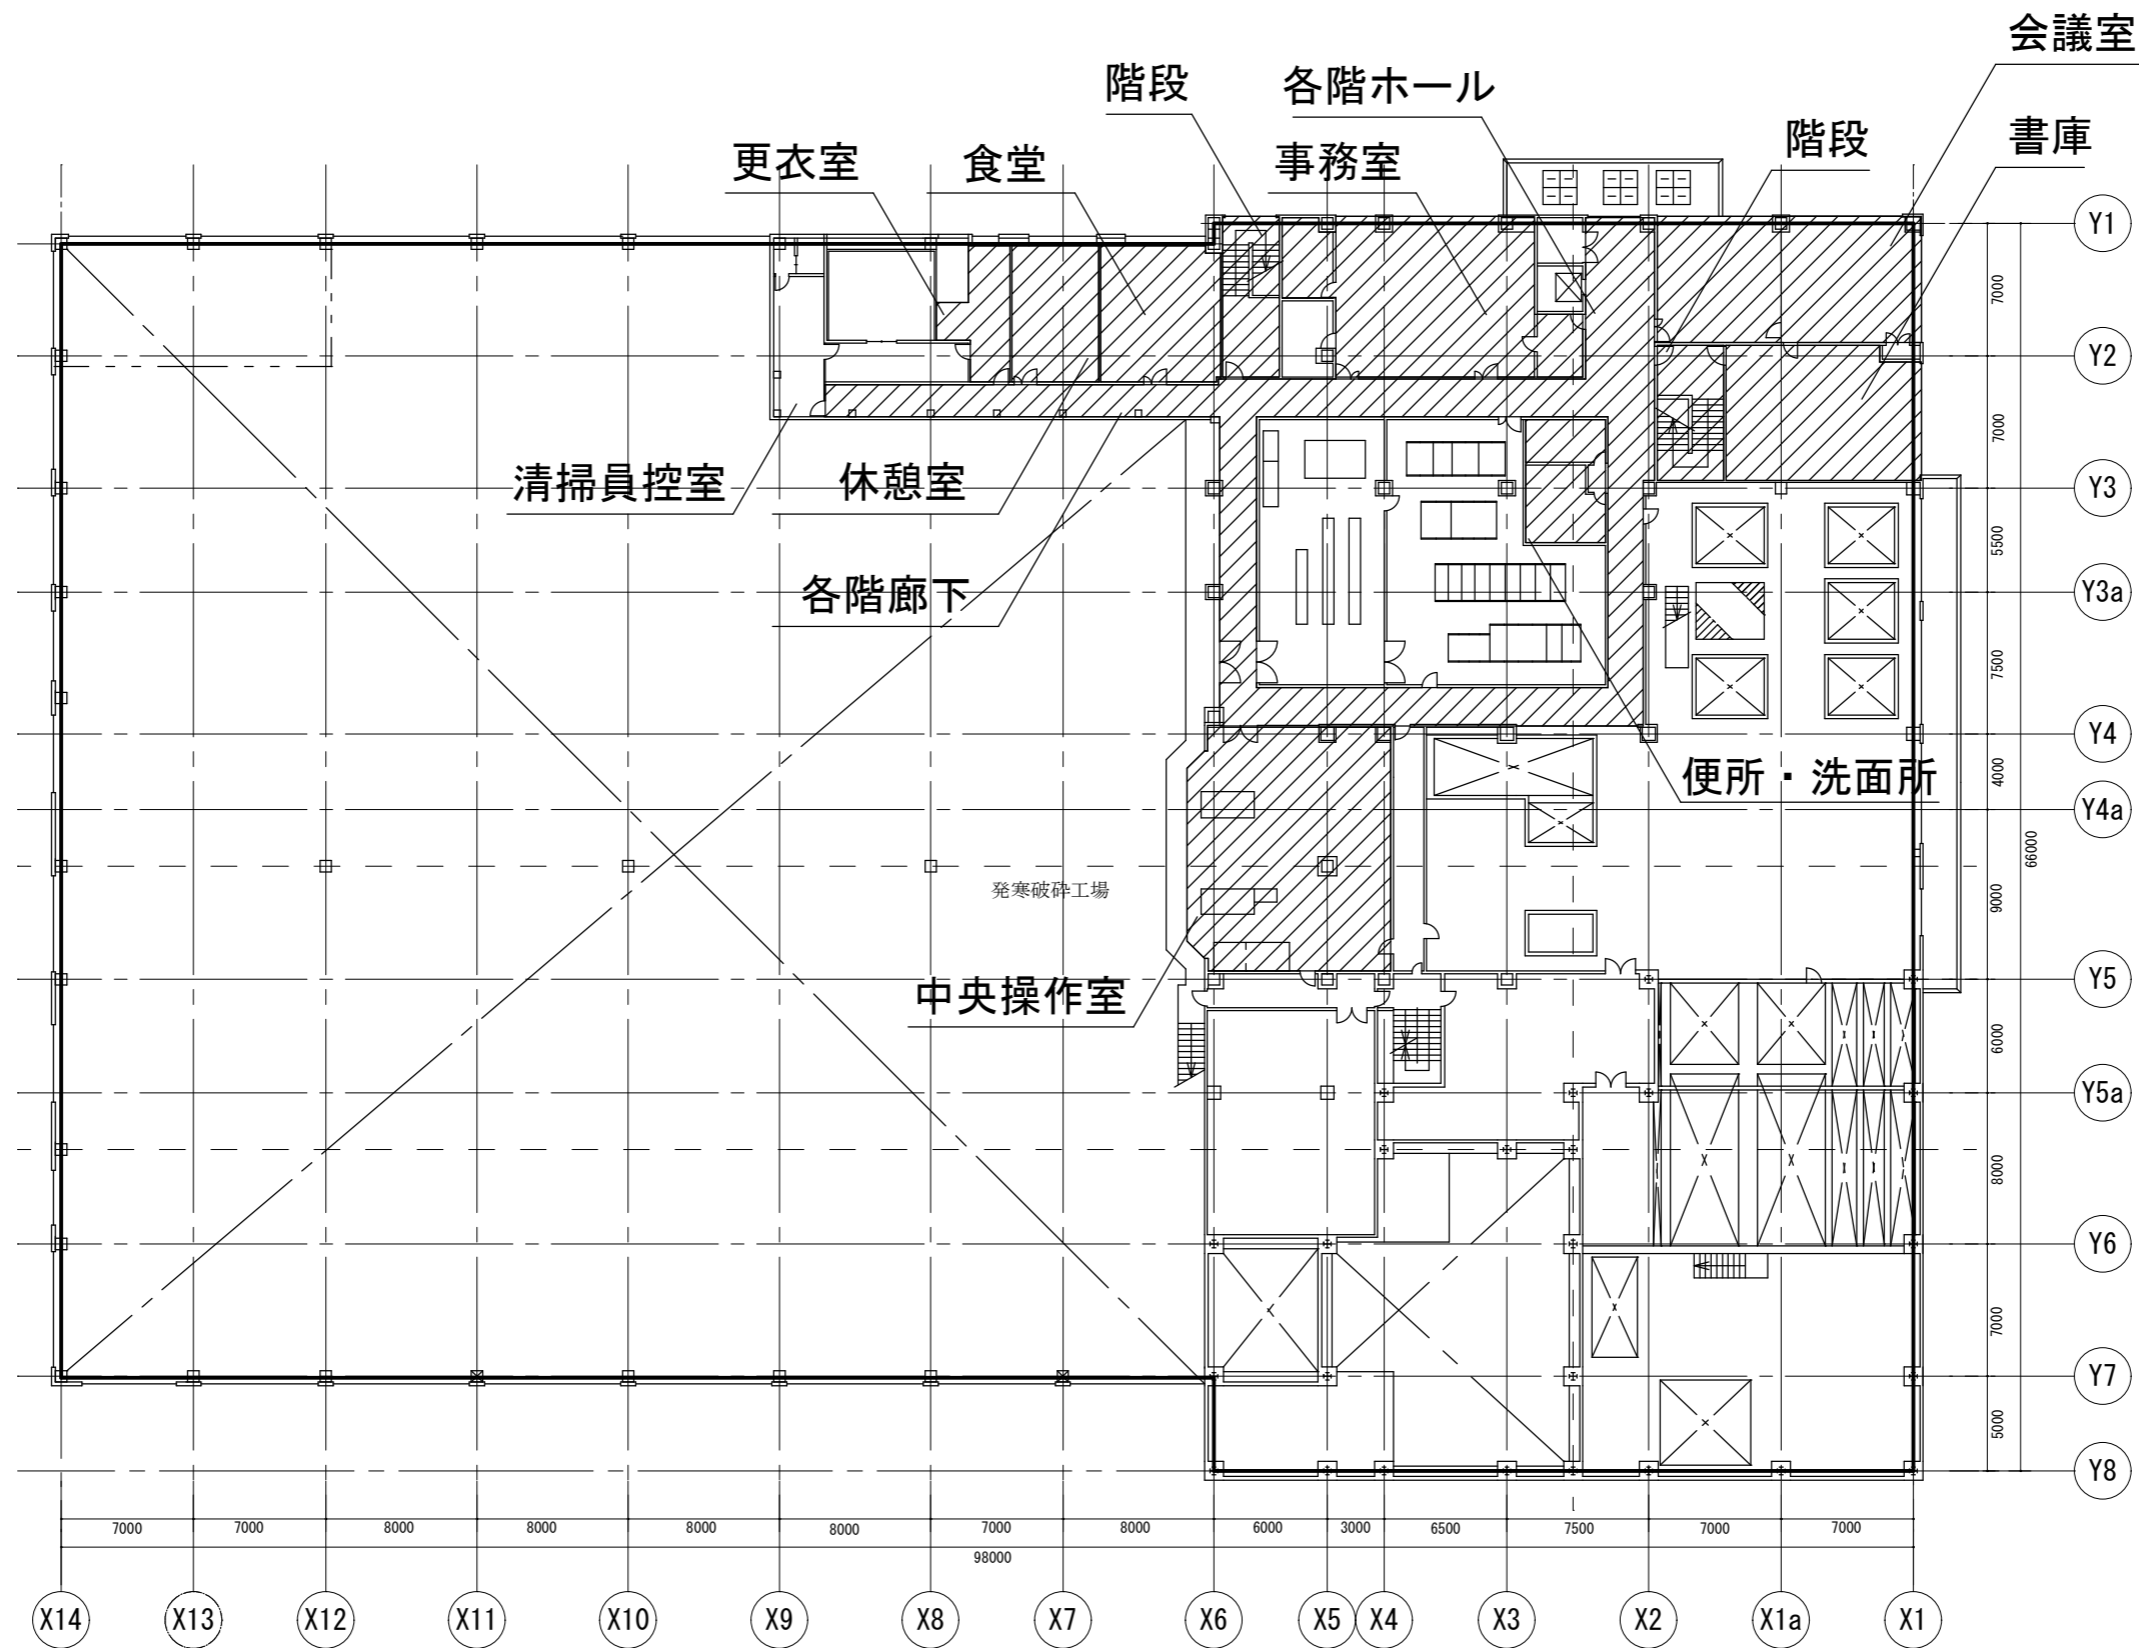 会議室
階段
各階ホール
階段
書庫
更衣室
食堂
事務室
Y1
7000
Y2
7000
清掃員控室
休憩室
Y3
5500
各階廊下
Y3a
7500
Y4
4000
便所・洗面所
Y4a
66000
発寒破砕工場
9000
中央操作室
Y5
6000
Y5a
8000
Y6
7000
Y7
5000
Y8
7000 7000 8000 8000 8000 8000 7000 8000 6000 3000 6500 7500 7000 7000
98000
X14 X13 X12 X11 X10 X9 X8 X7 X6 X5 X4 X3 X2 X1a X1